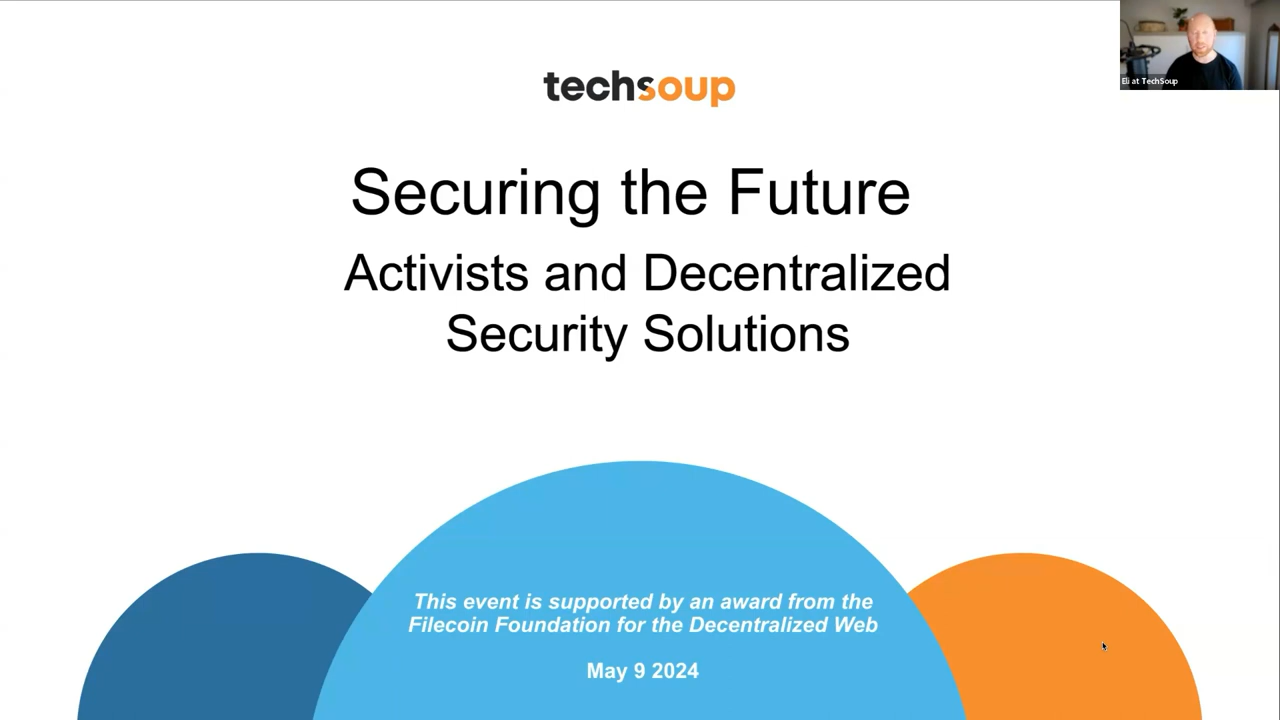 techsoup
Eli at TechSoup
Securing the Future
Activists and Decentralized
Security Solutions
This event is supported by an award from the
Filecoin Foundation for the Decentralized Web
May 9 2024